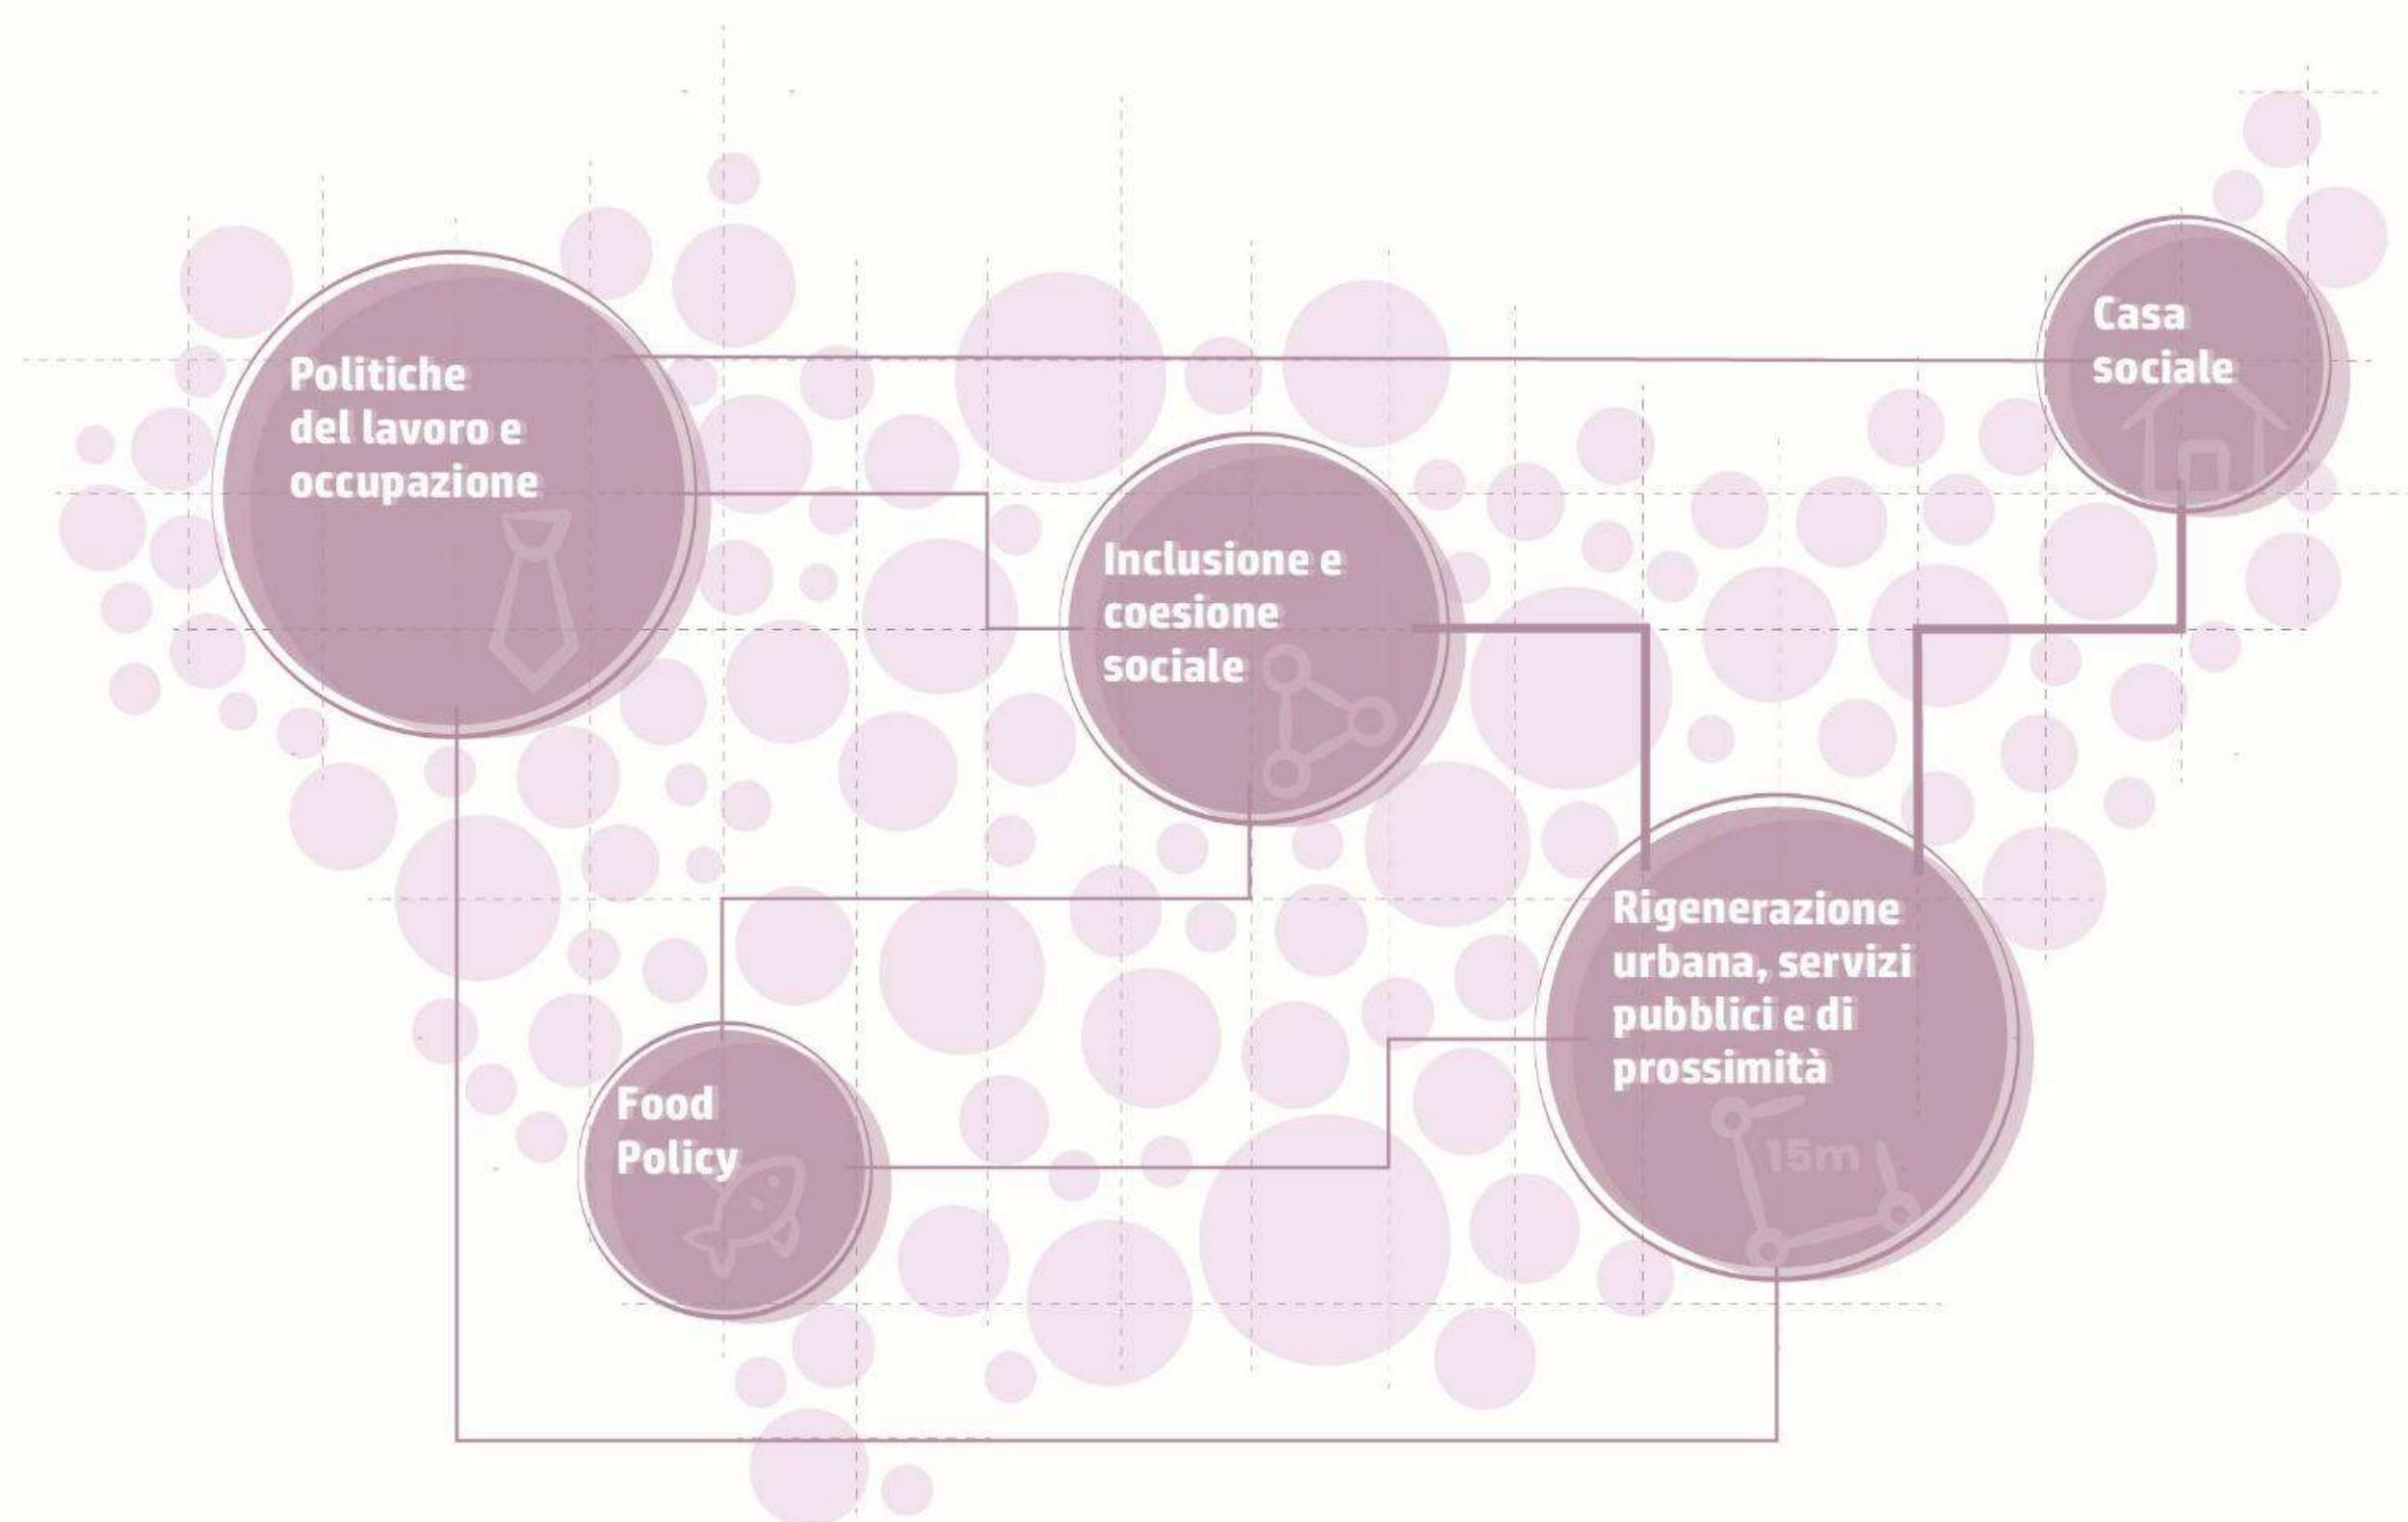 Politiche
del lavoro e
occupazione
Casa
sociale
Inclusione e
coesione
sociale
Rigenerazione
urbana, servizi
pubblici e di
prossimità
15m
Food
Policy